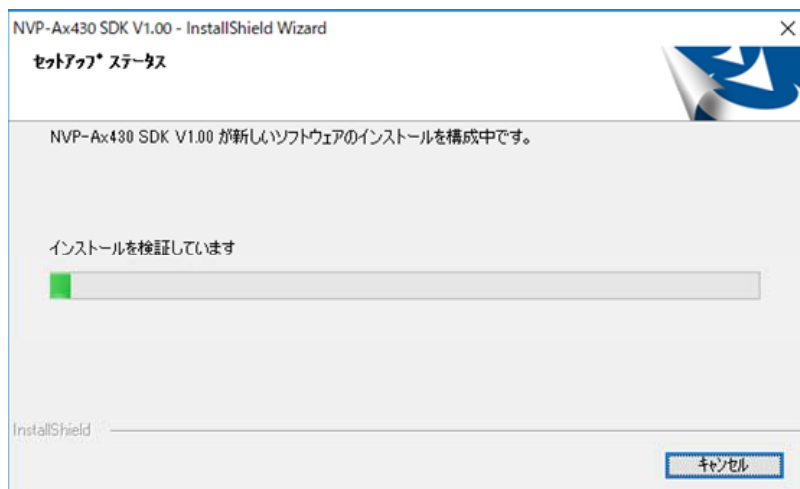 NVP-Ax430 SDK V1.00 - InstallShield Wizard
ｾｯﾄｱｯﾌﾟ ｽﾃｰﾀｽ
NVP-Ax430 SDK V1.00 が新しいソフトウェアのインストールを構成中です。
インストールを検証しています
InstallShield
キャンセル